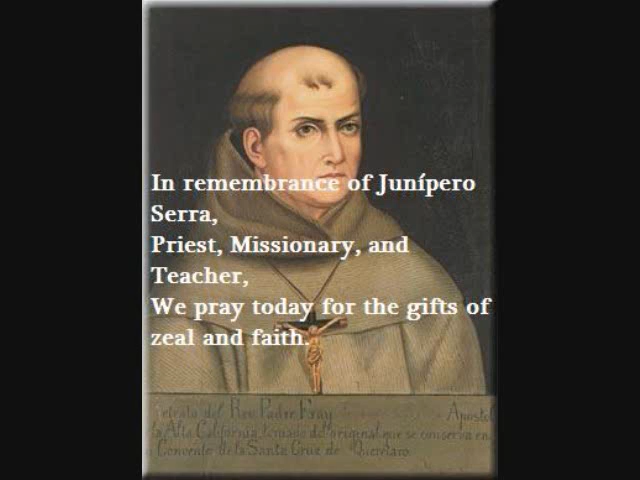 In remembrance of Junípero
Serra,
Priest, Missionary, and
Teacher,
We pray today for the gifts of
zeal and faith.
etrato del Rev. Padre Fray Apostol
la Alta California, tomado del original que se conserva en
Convento de la Santa Cruz de Queretaro.